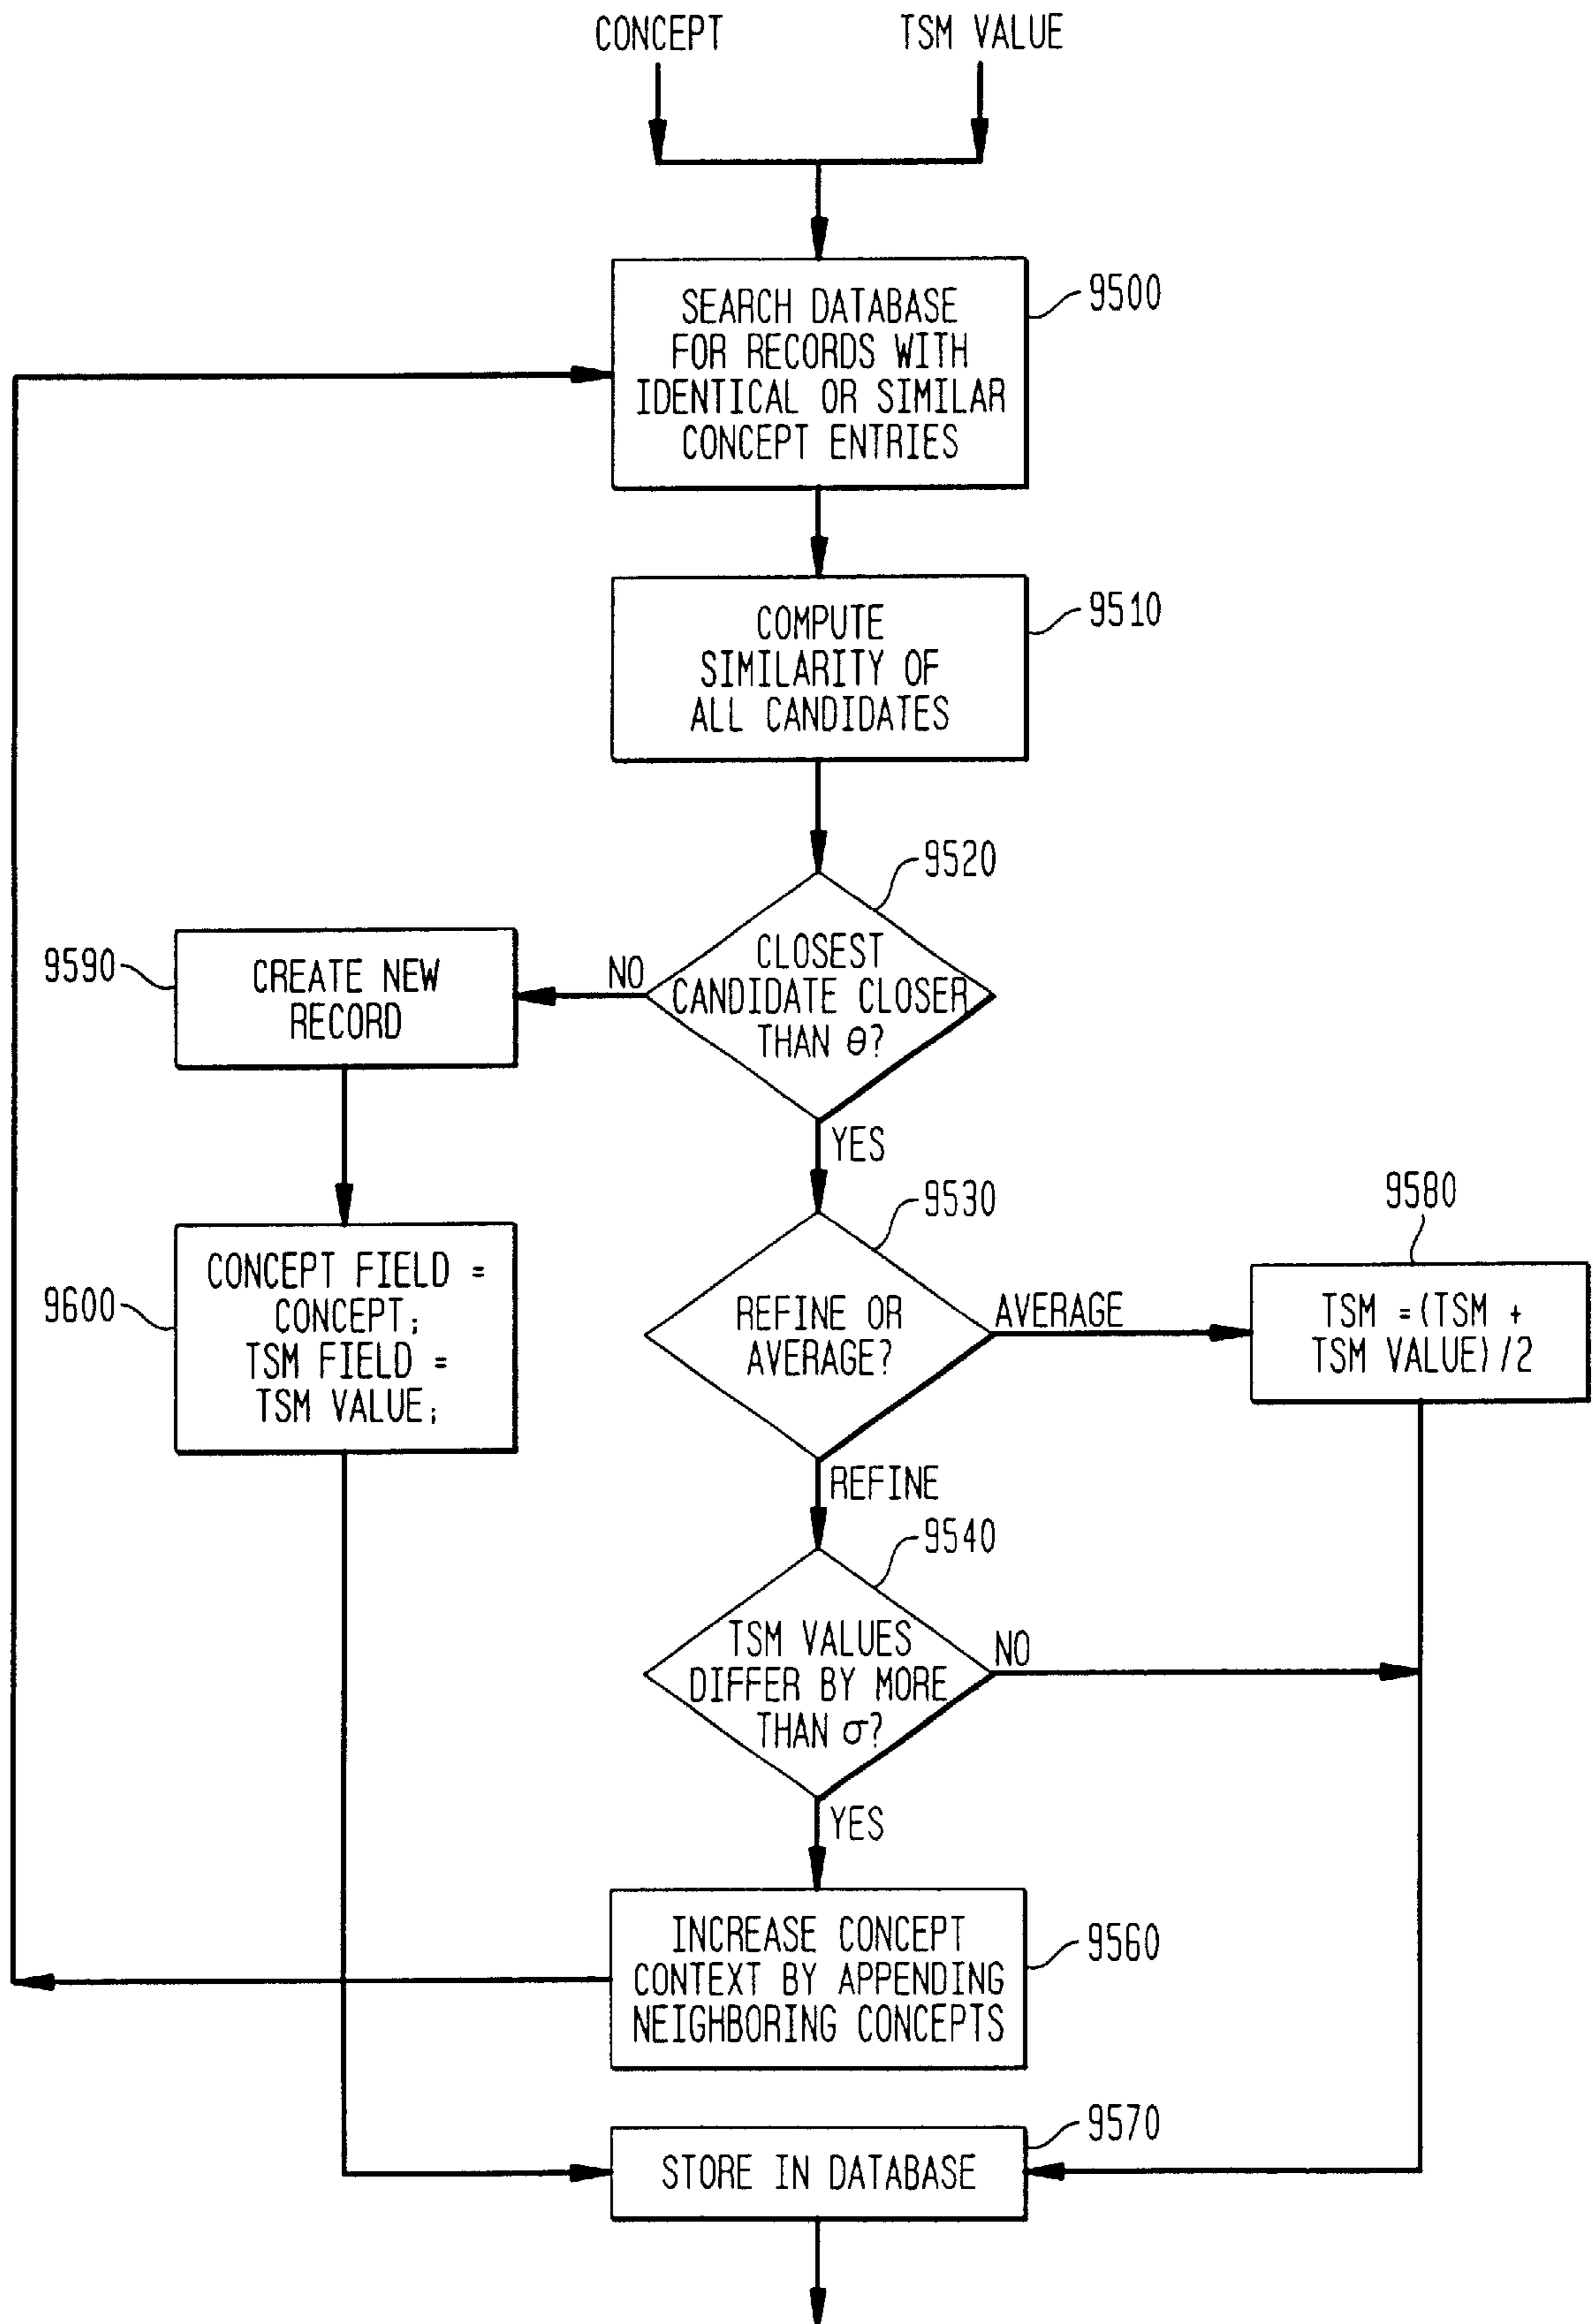 CONCEPT
TSM VALUE
SEARCH DATABASE
FOR RECORDS WITH
IDENTICAL OR SIMILAR
CONCEPT ENTRIES
9500
COMPUTE
SIMILARITY OF
ALL CANDIDATES
9510
9520
CLOSEST
CANDIDATE CLOSER
THAN θ?
NO
9590
CREATE NEW
RECORD
YES
9530
9580
REFINE OR
AVERAGE?
AVERAGE
TSM =(TSM +
TSM VALUE)/2
9600
CONCEPT FIELD =
CONCEPT;
TSM FIELD =
TSM VALUE;
REFINE
9540
TSM VALUES
DIFFER BY MORE
THAN σ?
NO
YES
INCREASE CONCEPT
CONTEXT BY APPENDING
NEIGHBORING CONCEPTS
9560
9570
STORE IN DATABASE